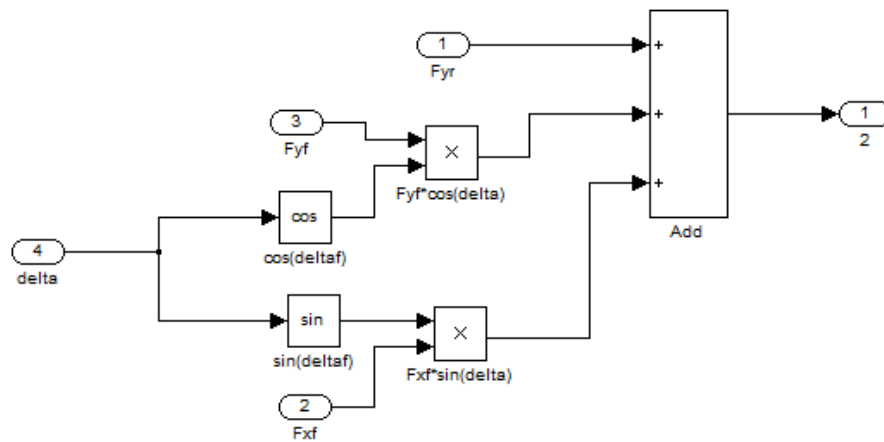 1
Fyr
+
3
Fyf
×
Fyf*cos(delta)
+
1
2
cos
cos(deltaf)
+
Add
4
delta
sin
sin(deltaf)
×
Fxf*sin(delta)
2
Fxf